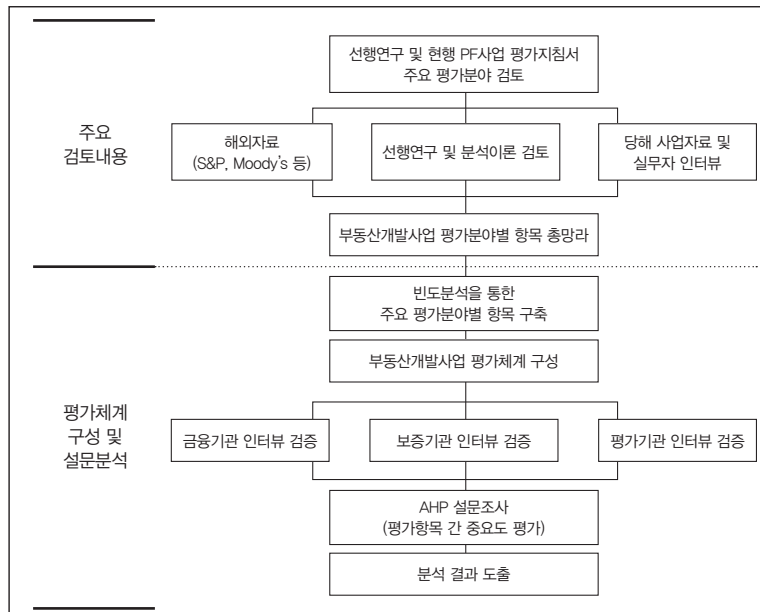 선행연구 및 현행 PF사업 평가지침서
주요 평가분야 검토
주요
검토내용
해외자료
(S&P, Moody's 등)
선행연구 및 분석이론 검토
당해 사업자료 및
실무자 인터뷰
부동산개발사업 평가분야별 항목 총망라
빈도분석을 통한
주요 평가분야별 항목 구축
부동산개발사업 평가체계 구성
평가체계
구성 및
설문분석
금융기관 인터뷰 검증
보증기관 인터뷰 검증
평가기관 인터뷰 검증
AHP 설문조사
(평가항목 간 중요도 평가)
분석 결과 도출